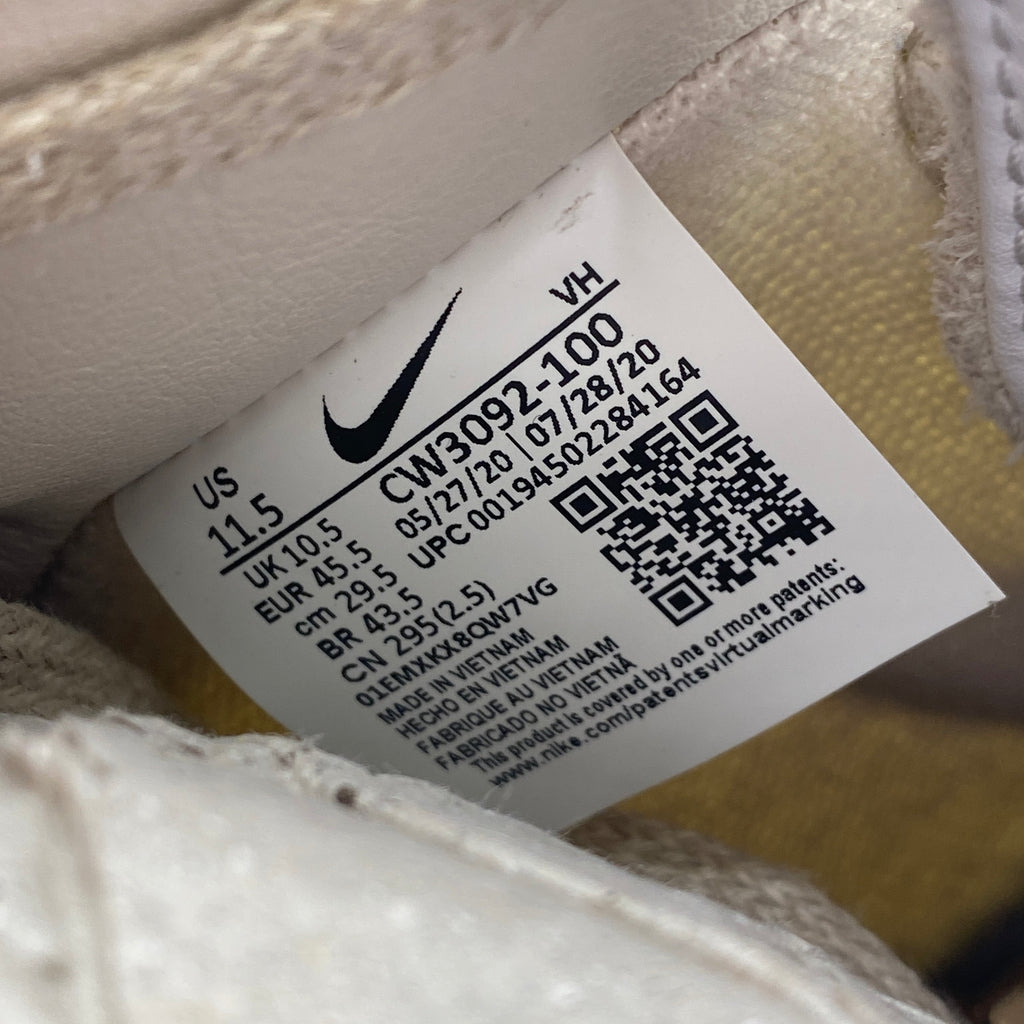 VH
US
11.5
CW3092-100
UK 10.5
05/27/20 | 07/28/20
EUR 45.5
UPC 00194502284164
cm 29.5
BR 43.5
CN 295(2.5)
01EMXKX8QW7VG
MADE IN VIETNAM
HECHO EN VIETNAM
FABRIQUE AU VIETNAM
FABRICADO NO VIETNÃ
This product is covered by one or more patents:
www.nike.com/patentsvirtualmarking